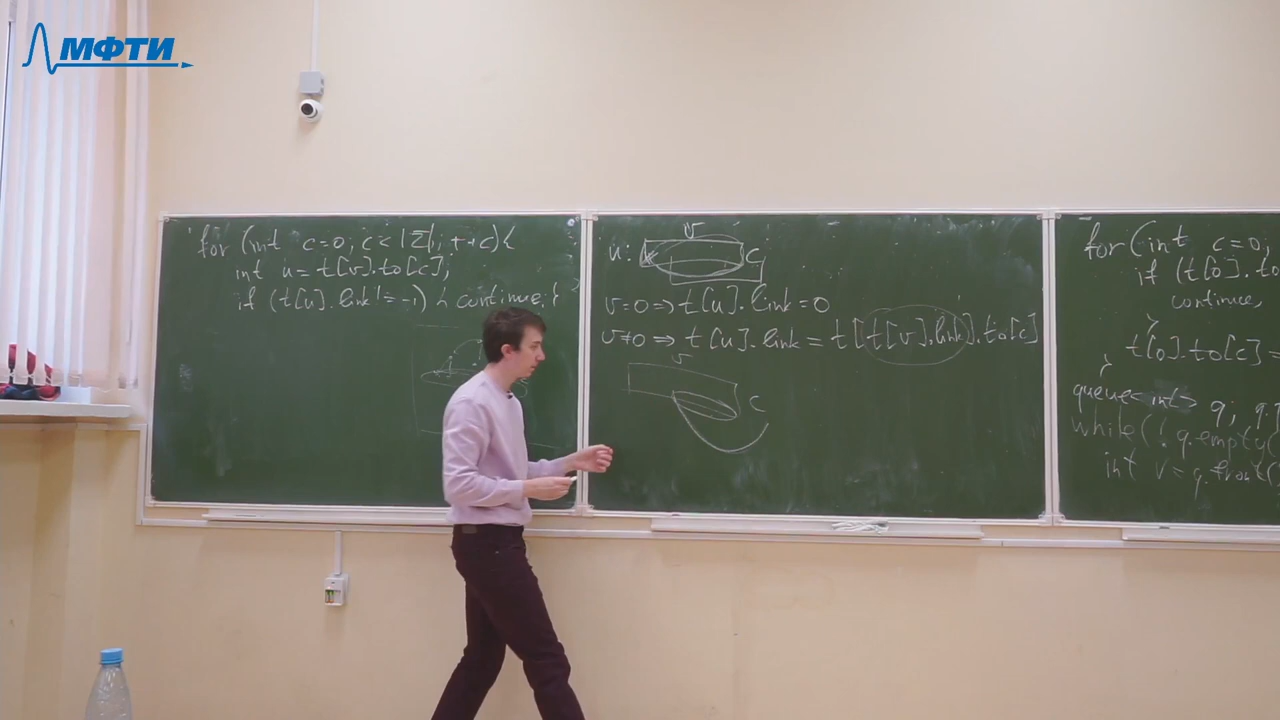 МФТИ
for (int c=0; c<|Σ|; ++c){
int u = t[v].to[c];
if (t[u].link != -1) { continue; }
v
u: c
v=0 => t[u].link=0
v≠0 => t[u].link = t[t[v].link].to[c]
v
c
for (int c=0;
if (t[0].to
continue;
}
t[0].to[c] =
}
queue<int> q; q.
while (!q.empty(
int v = q.front(